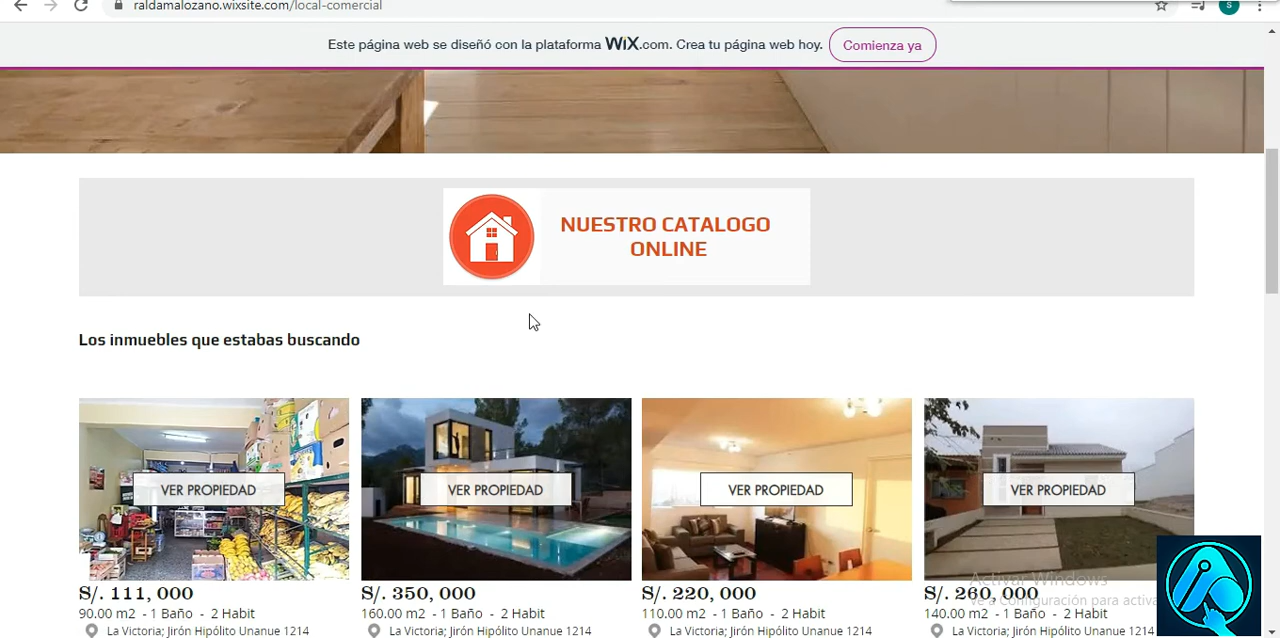 raldamalozano.wixsite.com/local-comercial
S
Este página web se diseñó con la plataforma WiX.com. Crea tu página web hoy. Comienza ya
NUESTRO CATALOGO
ONLINE
Los inmuebles que estabas buscando
VER PROPIEDAD VER PROPIEDAD VER PROPIEDAD VER PROPIEDAD
Activar Windows
S/. 111, 000 S/. 350, 000 S/. 220, 000 S/. 260, 000
Ve a Configuración para activa
90.00 m2 - 1 Baño - 2 Habit 160.00 m2 - 1 Baño - 2 Habit 110.00 m2 - 1 Baño - 2 Habit 140.00 m2 - 1 Baño - 2 Habit
La Victoria; Jirón Hipólito Unanue 1214 La Victoria; Jirón Hipólito Unanue 1214 La Victoria; Jirón Hipólito Unanue 1214 La Victoria; Jirón Hipólito Unanue 1214